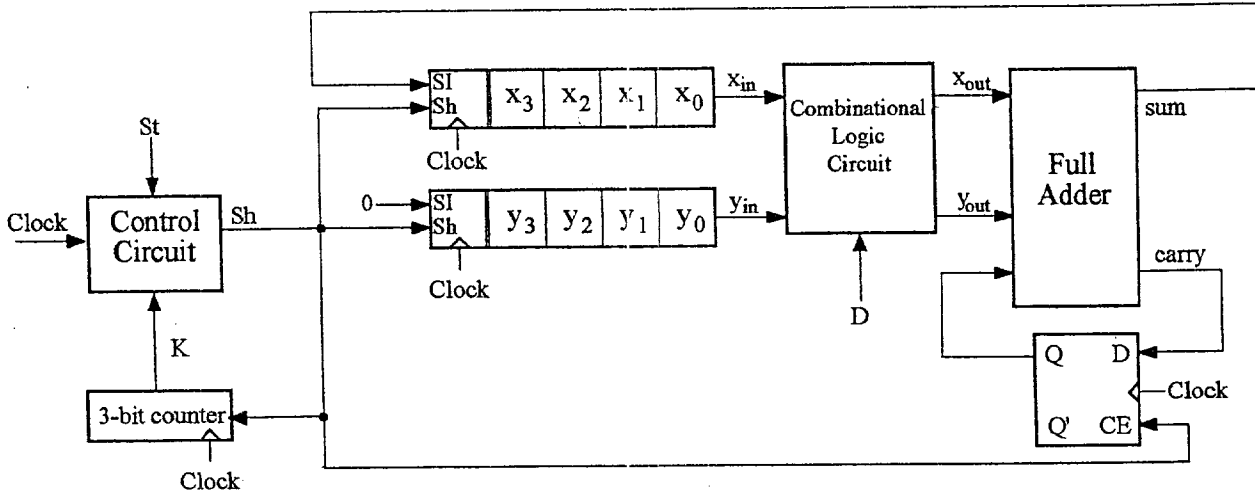 SI
x3 x2 x1 x0
Sh
Clock
xin
St
Clock
Control
Circuit
Sh
0
SI
y3 y2 y1 y0
Sh
Clock
yin
Combinational
Logic
Circuit
D
xout
yout
Full
Adder
sum
carry
K
3-bit counter
Clock
Q D
Clock
Q' CE